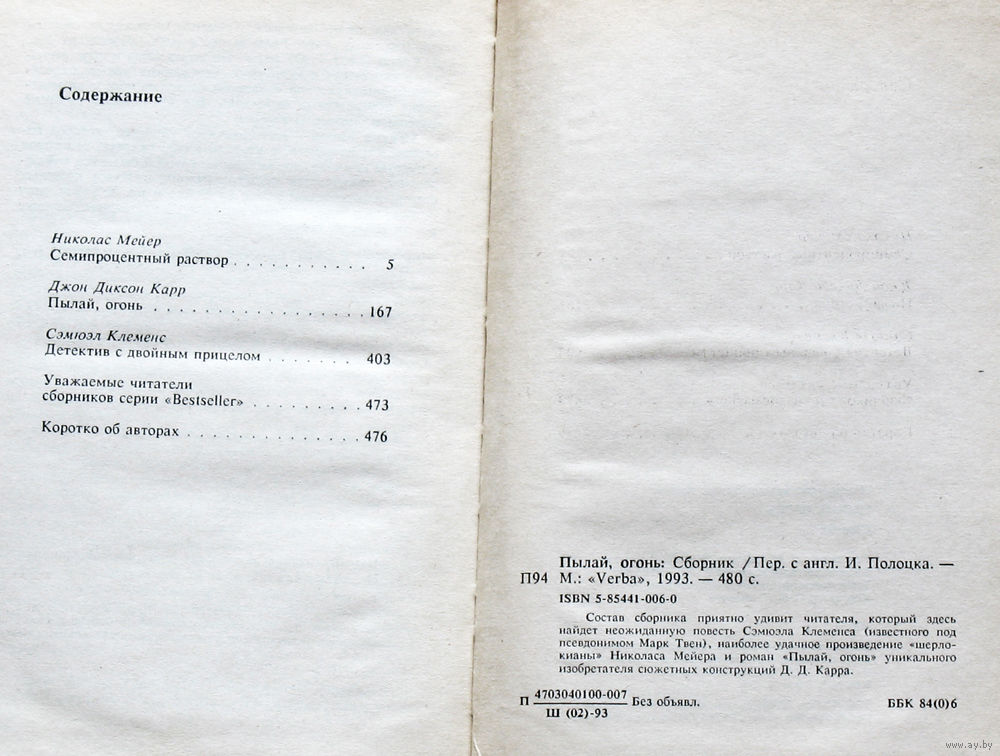 Содержание
Николас Мейер
Семипроцентный раствор . . . . . . . . . . . 5
Джон Диксон Карр
Пылай, огонь . . . . . . . . . . . . . . . . . . 167
Сэмюэл Клеменс
Детектив с двойным прицелом . . . . . . . 403
Уважаемые читатели
сборников серии «Bestseller» . . . . . . . . . 473
Коротко об авторах . . . . . . . . . . . . . . . 476
Пылай, огонь: Сборник /Пер. с англ. И. Полоцка. —
П94 М.: «Verba», 1993. — 480 с.
ISBN 5-85441-006-0
Состав сборника приятно удивит читателя, который здесь
найдет неожиданную повесть Сэмюэла Клеменса (известного под
псевдонимом Марк Твен), наиболее удачное произведение «шерло-
кианы» Николаса Мейера и роман «Пылай, огонь» уникального
изобретателя сюжетных конструкций Д. Д. Карра.
П 4703040100-007 Без объявл.
Ш (02)-93
ББК 84(0)6
www.ay.by